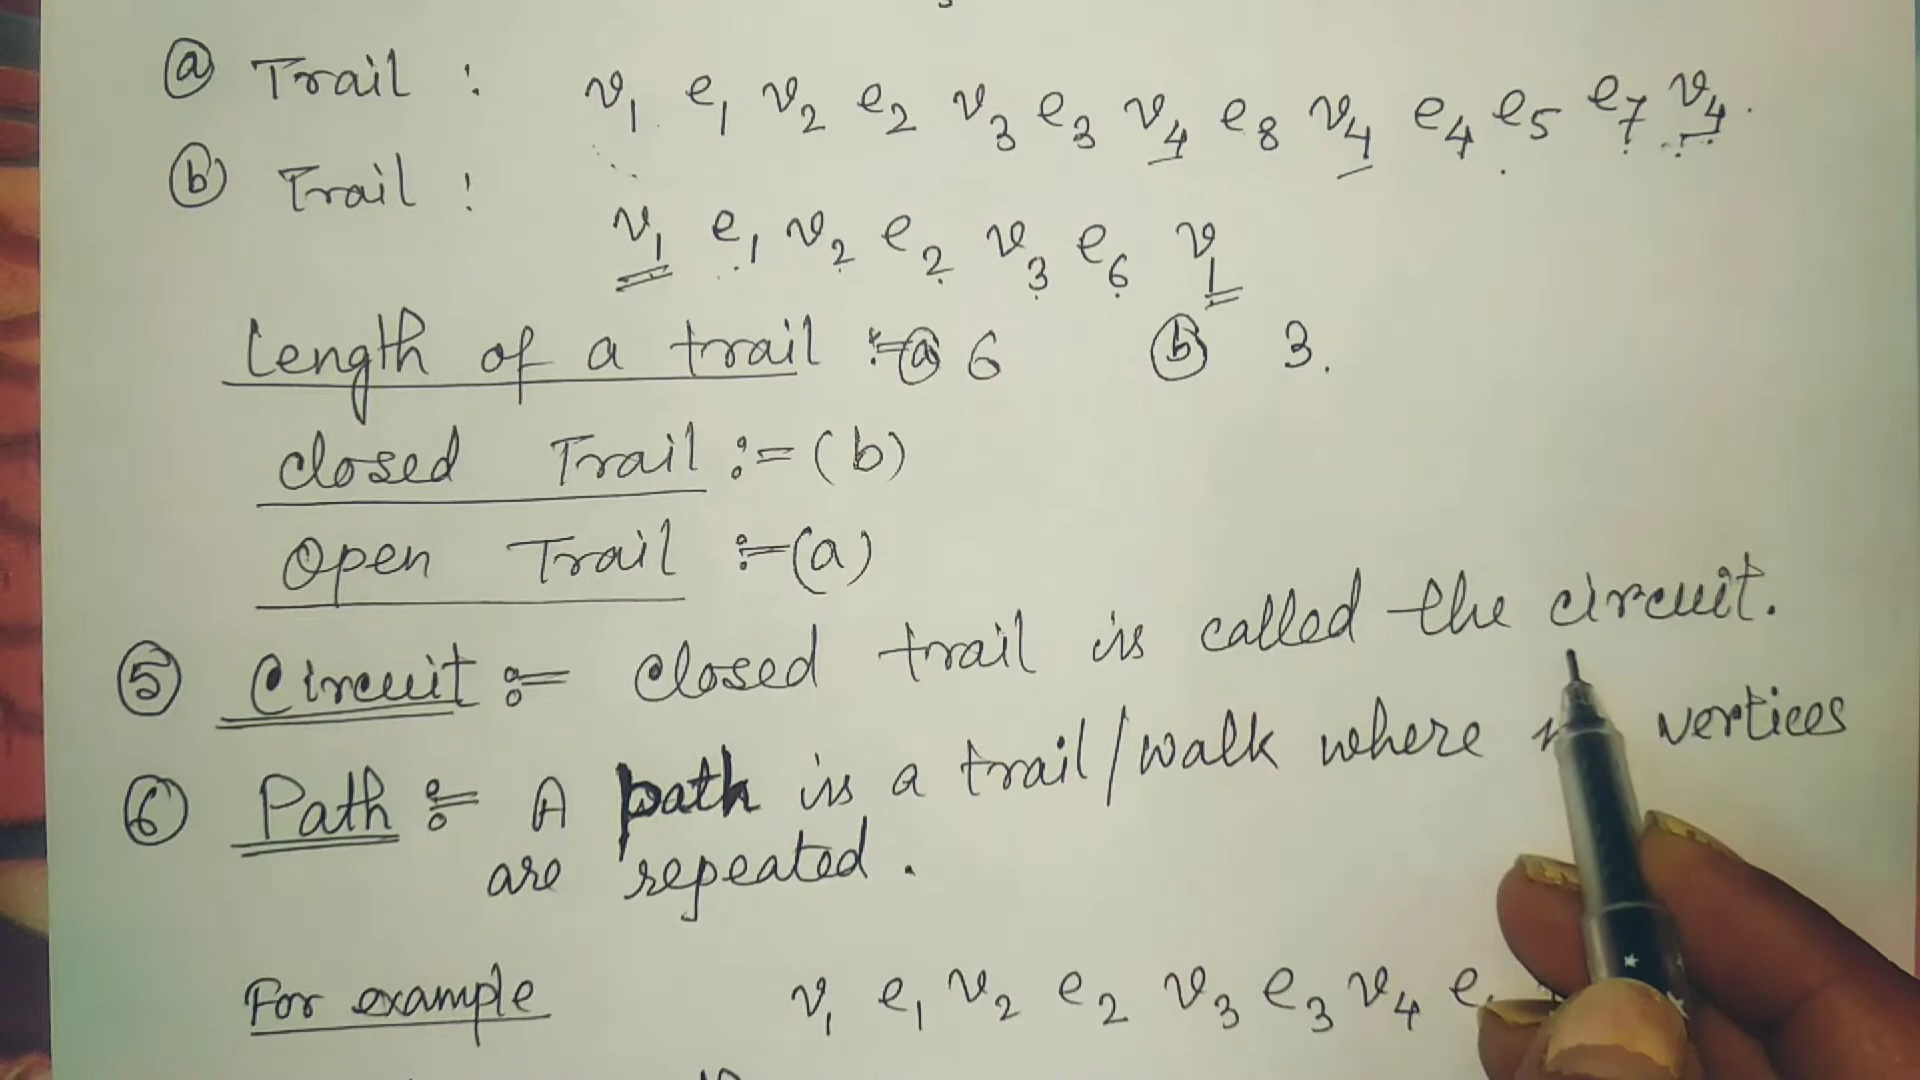 ⓐ Trail : v₁ e₁ v₂ e₂ v₃ e₃ v₄ e₈ v₄ e₄ e₅ e₇ v₄.
ⓑ Trail :
v₁ e₁ v₂ e₂ v₃ e₆ v₁
Length of a trail :- ⓐ 6 ⓑ 3.
closed Trail := (b)
Open Trail :- (a)
⑤ Circuit := closed trail is called the circuit.
⑥ Path := A path is a trail/walk where vertices
are repeated.
For example v₁ e₁ v₂ e₂ v₃ e₃ v₄